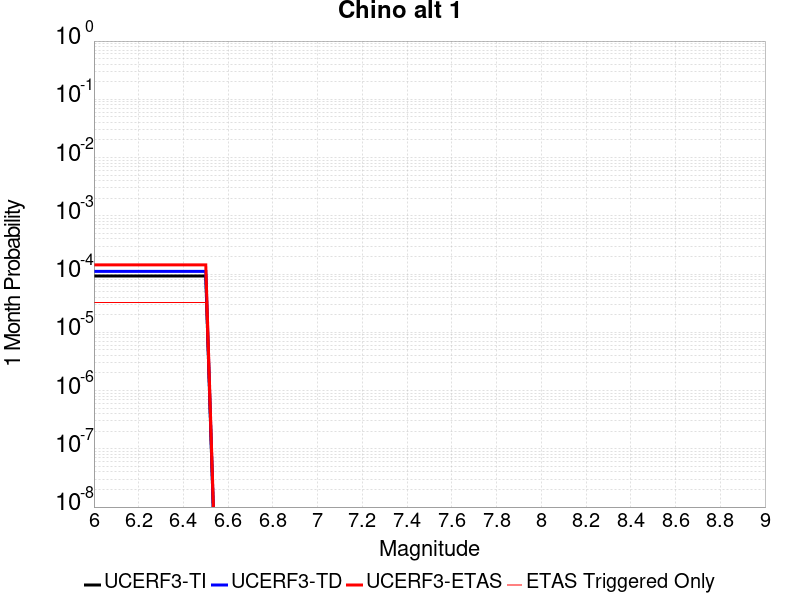 Chino alt 1
10^0
10^-1
10^-2
10^-3
10^-4
10^-5
10^-6
10^-7
10^-8
1 Month Probability
6 6.2 6.4 6.6 6.8 7 7.2 7.4 7.6 7.8 8 8.2 8.4 8.6 8.8 9
Magnitude
UCERF3-TI UCERF3-TD UCERF3-ETAS ETAS Triggered Only